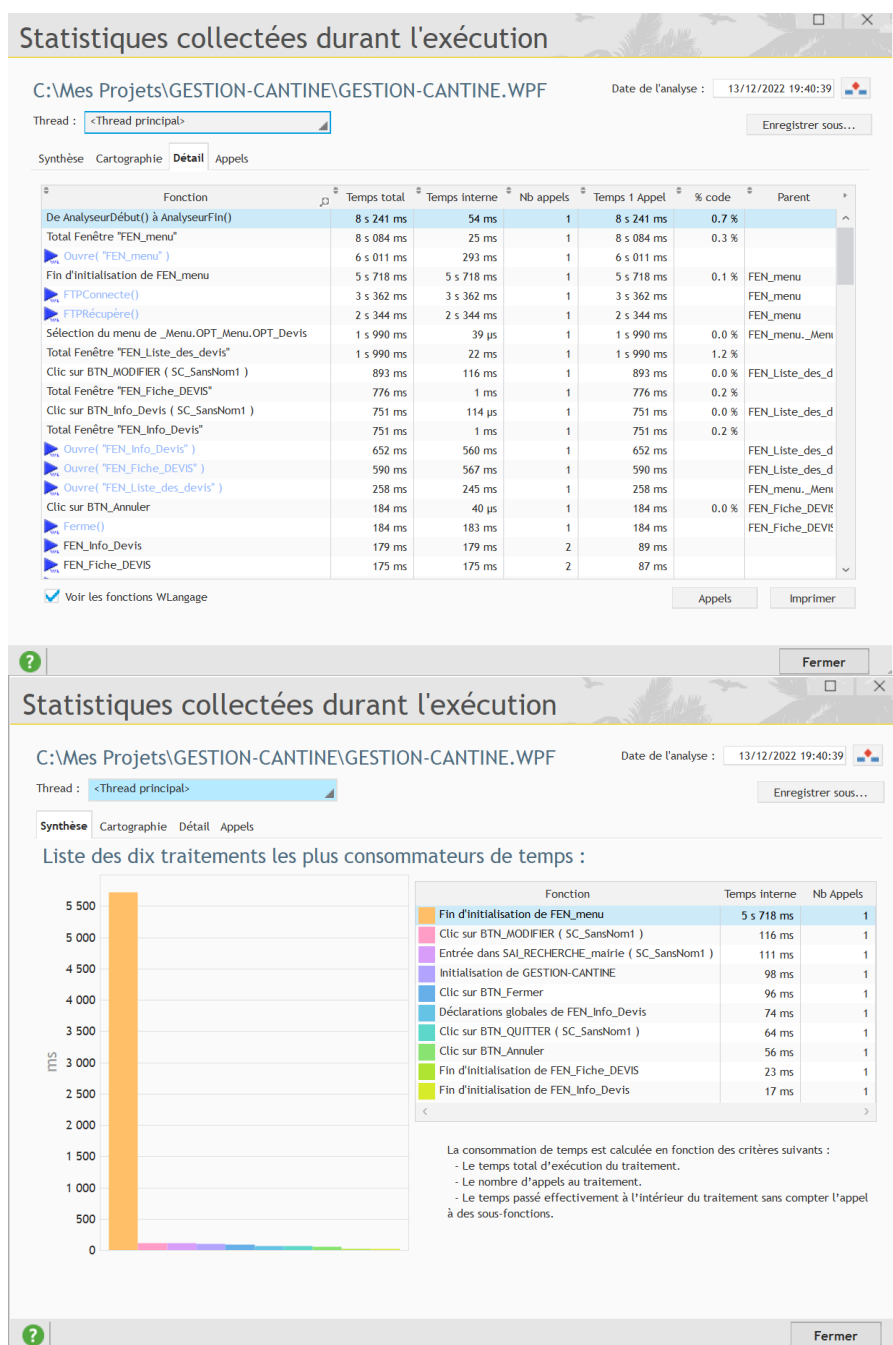 Statistiques collectées durant l'exécution
C:\Mes Projets\GESTION-CANTINE\GESTION-CANTINE.WPF Date de l'analyse : 13/12/2022 19:40:39
Thread : <Thread principal> Enregistrer sous...
Synthèse Cartographie Détail Appels
Fonction Temps total Temps interne Nb appels Temps 1 Appel % code Parent
De AnalyseurDébut() à AnalyseurFin() 8 s 241 ms 54 ms 1 8 s 241 ms 0.7 %
Total Fenêtre "FEN_menu" 8 s 084 ms 25 ms 1 8 s 084 ms 0.3 %
Ouvre( "FEN_menu" ) 6 s 011 ms 293 ms 1 6 s 011 ms
Fin d'initialisation de FEN_menu 5 s 718 ms 5 s 718 ms 1 5 s 718 ms 0.1 % FEN_menu
FTPConnecte() 3 s 362 ms 3 s 362 ms 1 3 s 362 ms FEN_menu
FTPRécupère() 2 s 344 ms 2 s 344 ms 1 2 s 344 ms FEN_menu
Sélection du menu de _Menu.OPT_Menu.OPT_Devis 1 s 990 ms 39 µs 1 1 s 990 ms 0.0 % FEN_menu._Menu
Total Fenêtre "FEN_Liste_des_devis" 1 s 990 ms 22 ms 1 1 s 990 ms 1.2 %
Clic sur BTN_MODIFIER ( SC_SansNom1 ) 893 ms 116 ms 1 893 ms 0.0 % FEN_Liste_des_d
Total Fenêtre "FEN_Fiche_DEVIS" 776 ms 1 ms 1 776 ms 0.2 %
Clic sur BTN_Info_Devis ( SC_SansNom1 ) 751 ms 114 µs 1 751 ms 0.0 % FEN_Liste_des_d
Total Fenêtre "FEN_Info_Devis" 751 ms 1 ms 1 751 ms 0.2 %
Ouvre( "FEN_Info_Devis" ) 652 ms 560 ms 1 652 ms FEN_Liste_des_d
Ouvre( "FEN_Fiche_DEVIS" ) 590 ms 567 ms 1 590 ms FEN_Liste_des_d
Ouvre( "FEN_Liste_des_devis" ) 258 ms 245 ms 1 258 ms FEN_menu._Menu
Clic sur BTN_Annuler 184 ms 40 µs 1 184 ms 0.0 % FEN_Fiche_DEVIS
Ferme() 184 ms 183 ms 1 184 ms FEN_Fiche_DEVIS
FEN_Info_Devis 179 ms 179 ms 2 89 ms
FEN_Fiche_DEVIS 175 ms 175 ms 2 87 ms
Voir les fonctions WLangage Appels Imprimer
? Fermer
Statistiques collectées durant l'exécution
C:\Mes Projets\GESTION-CANTINE\GESTION-CANTINE.WPF Date de l'analyse : 13/12/2022 19:40:39
Thread : <Thread principal> Enregistrer sous...
Synthèse Cartographie Détail Appels
Liste des dix traitements les plus consommateurs de temps :
ms
5 500
5 000
4 500
4 000
3 500
3 000
2 500
2 000
1 500
1 000
500
0
Fonction Temps interne Nb Appels
Fin d'initialisation de FEN_menu 5 s 718 ms 1
Clic sur BTN_MODIFIER ( SC_SansNom1 ) 116 ms 1
Entrée dans SAI_RECHERCHE_mairie ( SC_SansNom1 ) 111 ms 1
Initialisation de GESTION-CANTINE 98 ms 1
Clic sur BTN_Fermer 96 ms 1
Déclarations globales de FEN_Info_Devis 74 ms 1
Clic sur BTN_QUITTER ( SC_SansNom1 ) 64 ms 1
Clic sur BTN_Annuler 56 ms 1
Fin d'initialisation de FEN_Fiche_DEVIS 23 ms 1
Fin d'initialisation de FEN_Info_Devis 17 ms 1
La consommation de temps est calculée en fonction des critères suivants :
- Le temps total d'exécution du traitement.
- Le nombre d'appels au traitement.
- Le temps passé effectivement à l'intérieur du traitement sans compter l'appel
à des sous-fonctions.
? Fermer